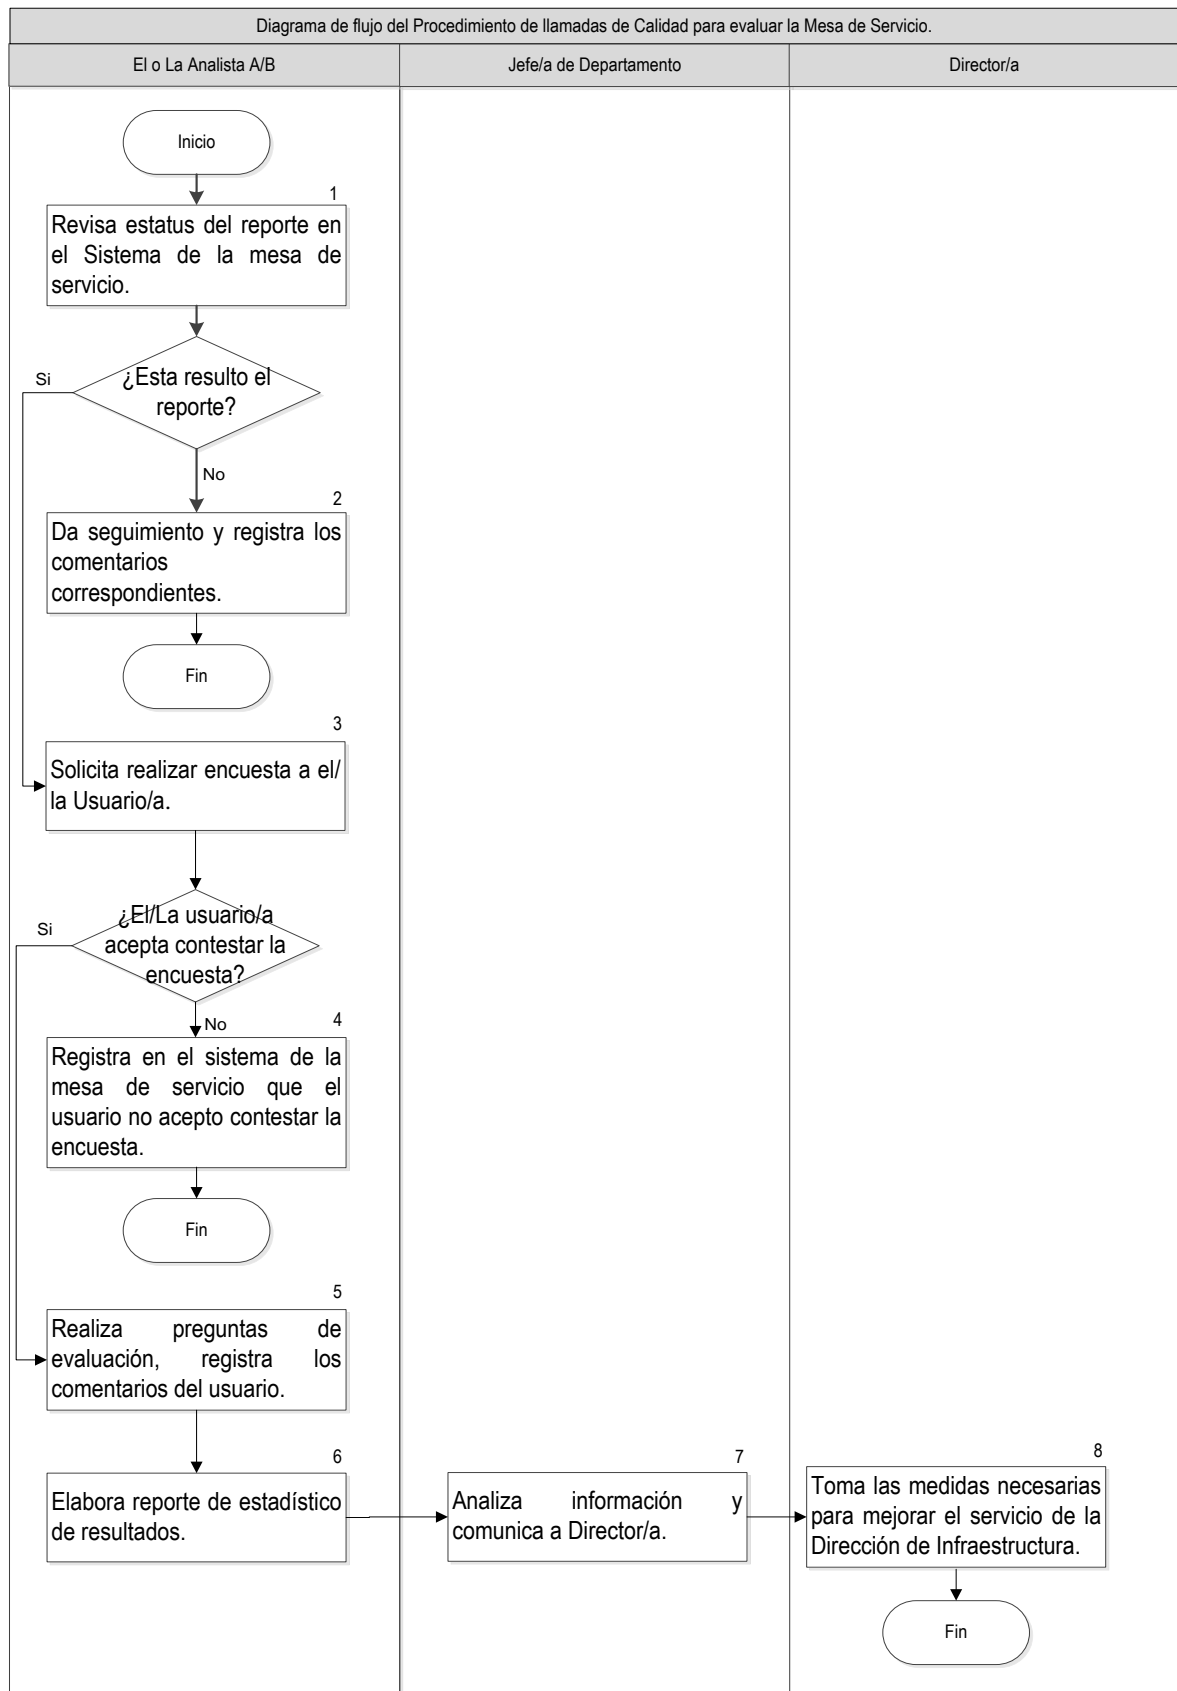 Diagrama de flujo del Procedimiento de llamadas de Calidad para evaluar la Mesa de Servicio.
El o La Analista A/B
Jefe/a de Departamento
Director/a
Inicio
1
Revisa estatus del reporte en
el Sistema de la mesa de
servicio.
¿Esta resulto el
reporte?
Si
No
2
Da seguimiento y registra los
comentarios
correspondientes.
Fin
3
Solicita realizar encuesta a el/
la Usuario/a.
¿El/La usuario/a
acepta contestar la
encuesta?
Si
No
4
Registra en el sistema de la
mesa de servicio que el
usuario no acepto contestar la
encuesta.
Fin
5
Realiza preguntas de
evaluación, registra los
comentarios del usuario.
6
Elabora reporte de estadístico
de resultados.
7
Analiza información y
comunica a Director/a.
8
Toma las medidas necesarias
para mejorar el servicio de la
Dirección de Infraestructura.
Fin